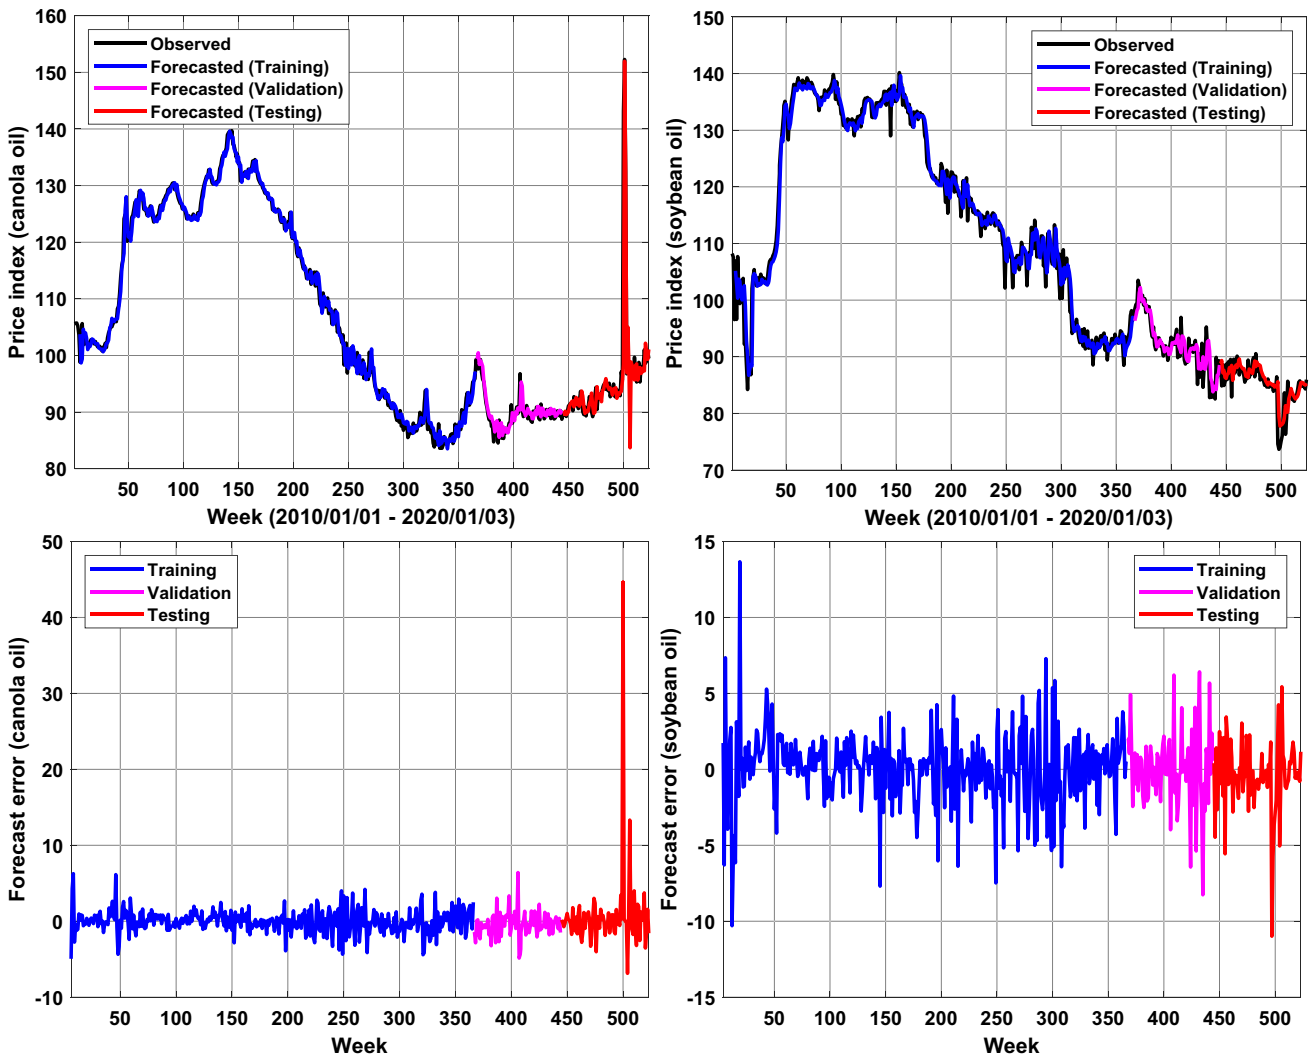 160
150
140
130
120
110
100
90
80
Price index (canola oil)
Observed
Forecasted (Training)
Forecasted (Validation)
Forecasted (Testing)
50 100 150 200 250 300 350 400 450 500
Week (2010/01/01 - 2020/01/03)
150
140
130
120
110
100
90
80
70
Price index (soybean oil)
Observed
Forecasted (Training)
Forecasted (Validation)
Forecasted (Testing)
50 100 150 200 250 300 350 400 450 500
Week (2010/01/01 - 2020/01/03)
50
40
30
20
10
0
-10
Forecast error (canola oil)
Training
Validation
Testing
50 100 150 200 250 300 350 400 450 500
Week
15
10
5
0
-5
-10
-15
Forecast error (soybean oil)
Training
Validation
Testing
50 100 150 200 250 300 350 400 450 500
Week